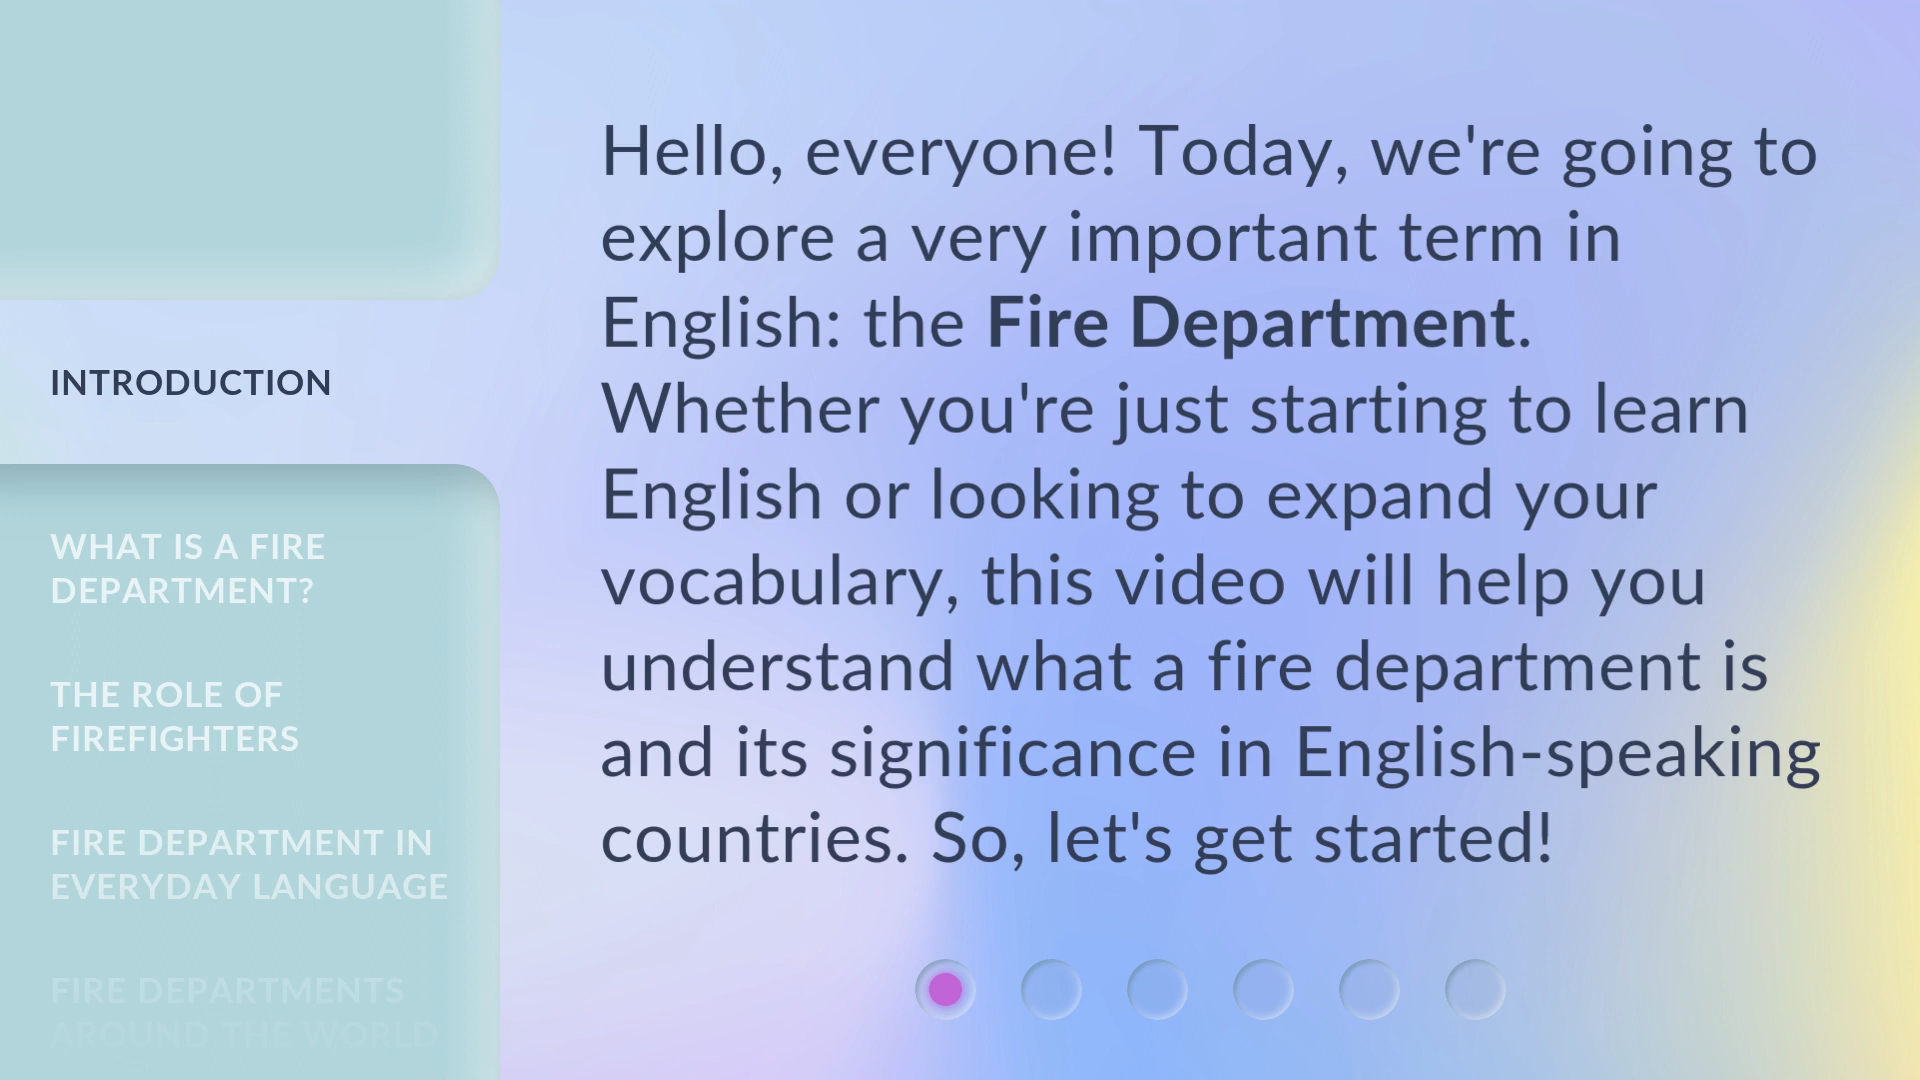 INTRODUCTION
WHAT IS A FIRE
DEPARTMENT?
THE ROLE OF
FIREFIGHTERS
FIRE DEPARTMENT IN
EVERYDAY LANGUAGE
FIRE DEPARTMENTS
AROUND THE WORLD
Hello, everyone! Today, we're going to
explore a very important term in
English: the Fire Department.
Whether you're just starting to learn
English or looking to expand your
vocabulary, this video will help you
understand what a fire department is
and its significance in English-speaking
countries. So, let's get started!